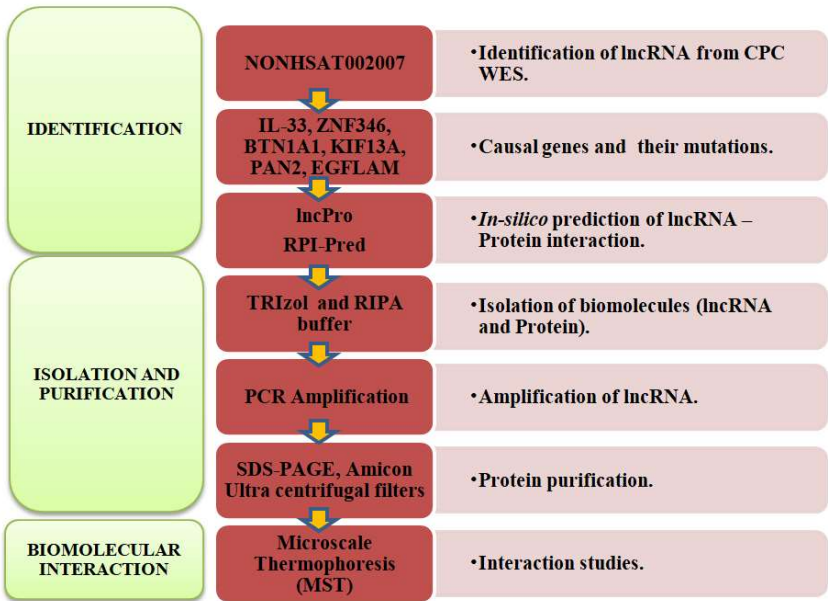 IDENTIFICATION
NONHSAT002007
•Identification of lncRNA from CPC
WES.
IL-33, ZNF346,
BTN1A1, KIF13A,
PAN2, EGFLAM
•Causal genes and their mutations.
lncPro
RPI-Pred
•In-silico prediction of lncRNA –
Protein interaction.
ISOLATION AND
PURIFICATION
TRIzol and RIPA
buffer
•Isolation of biomolecules (lncRNA
and Protein).
PCR Amplification
•Amplification of lncRNA.
SDS-PAGE, Amicon
Ultra centrifugal filters
•Protein purification.
BIOMOLECULAR
INTERACTION
Microscale
Thermophoresis
(MST)
•Interaction studies.